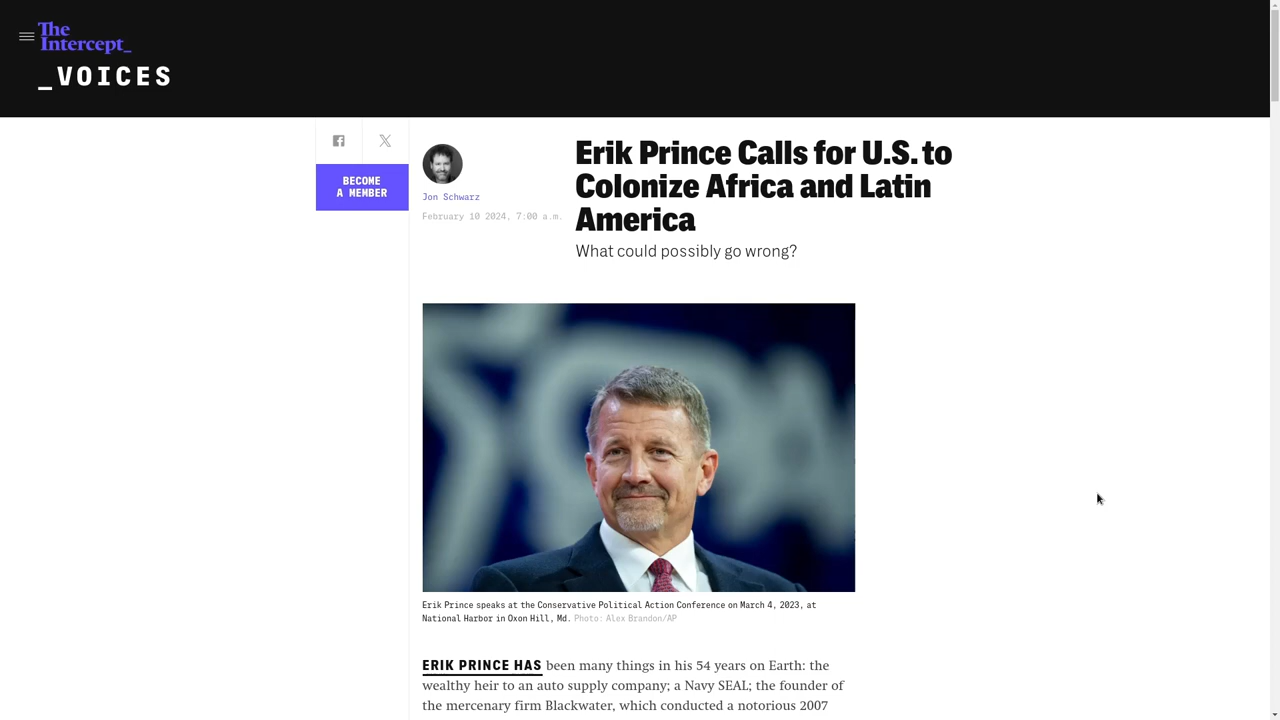 The
Intercept_
_VOICES
BECOME
A MEMBER
Jon Schwarz
February 10 2024, 7:00 a.m.
Erik Prince Calls for U.S. to
Colonize Africa and Latin
America
What could possibly go wrong?
Erik Prince speaks at the Conservative Political Action Conference on March 4, 2023, at
National Harbor in Oxon Hill, Md. Photo: Alex Brandon/AP
ERIK PRINCE HAS been many things in his 54 years on Earth: the
wealthy heir to an auto supply company; a Navy SEAL; the founder of
the mercenary firm Blackwater, which conducted a notorious 2007